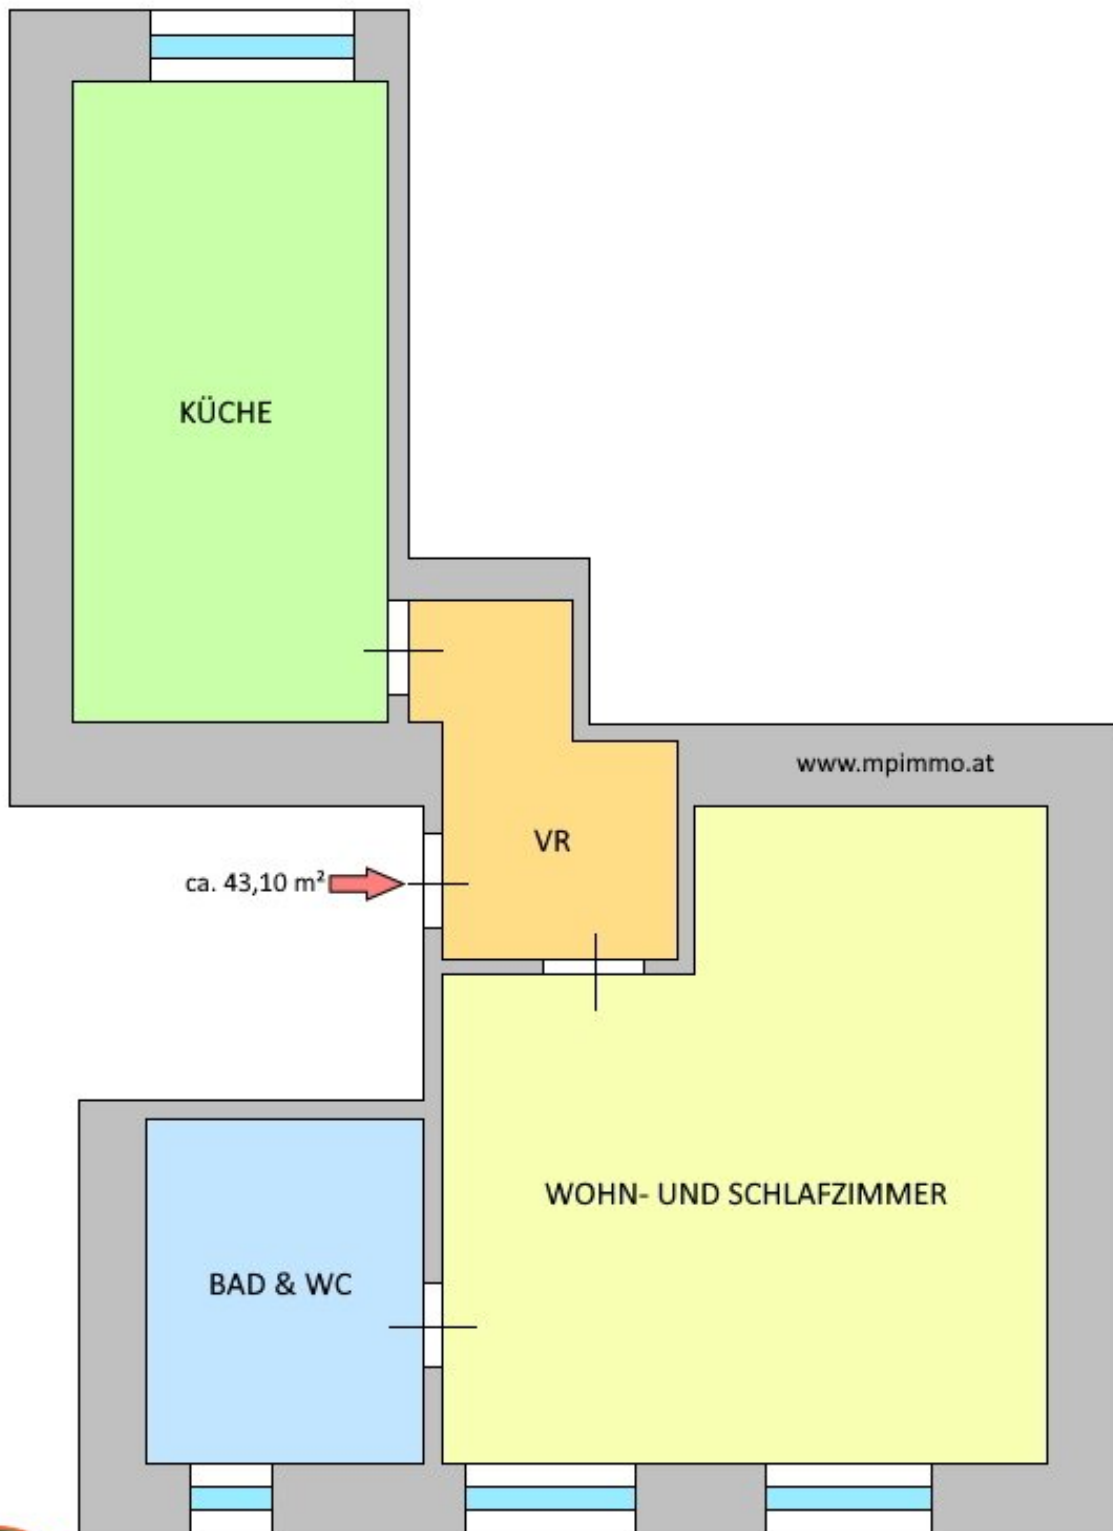 KÜCHE
www.mpimmo.at
VR
ca. 43,10 m²
WOHN- UND SCHLAFZIMMER
BAD & WC